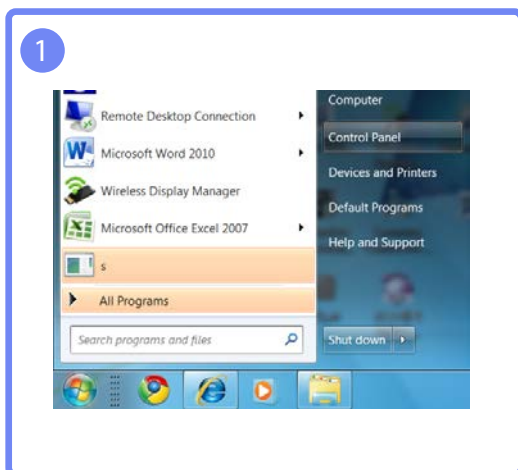 1
Remote Desktop Connection
Microsoft Word 2010
Wireless Display Manager
Microsoft Office Excel 2007
s
All Programs
Search programs and files
Computer
Control Panel
Devices and Printers
Default Programs
Help and Support
Shut down